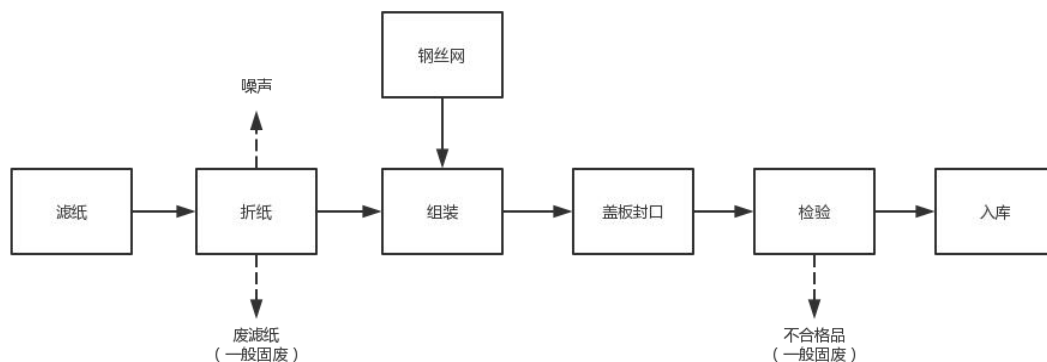 钢丝网
噪声
滤纸
折纸
组装
盖板封口
检验
入库
废滤纸
（一般固废）
不合格品
（一般固废）